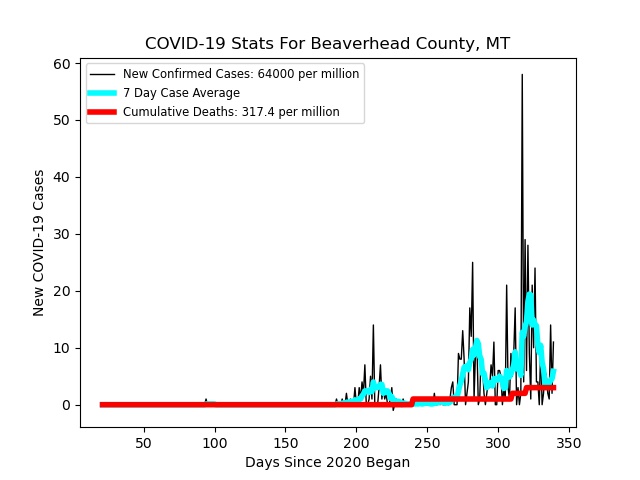 COVID-19 Stats For Beaverhead County, MT
New Confirmed Cases: 64000 per million
7 Day Case Average
Cumulative Deaths: 317.4 per million
60
50
40
30
20
10
0
New COVID-19 Cases
50
100
150
200
250
300
350
Days Since 2020 Began